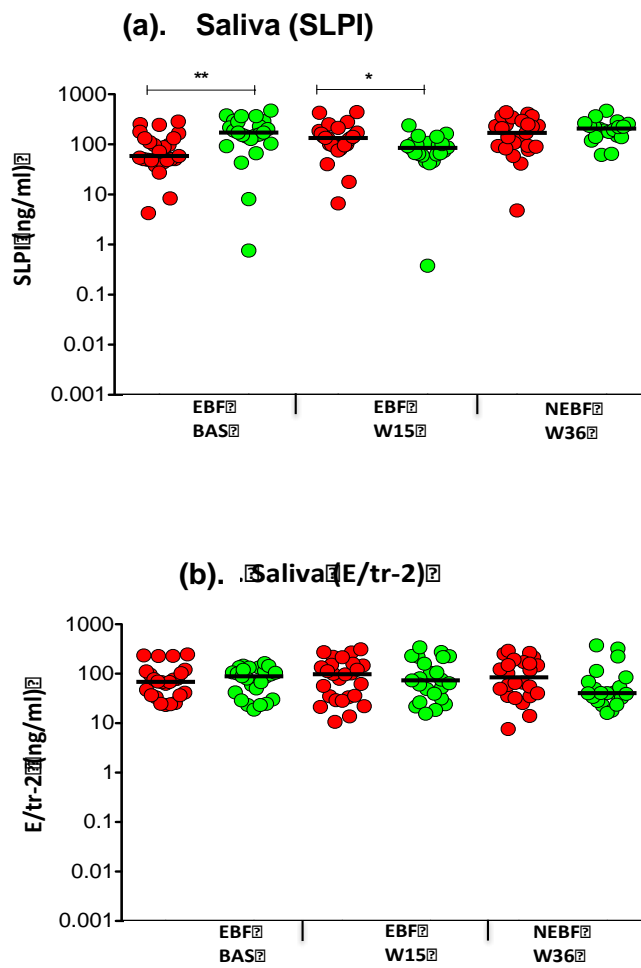 (a). Saliva (SLPI)
** *
1000
100
10
1
0.1
0.01
0.001
SLPI⍰(ng/ml)⍰
EBF⍰ EBF⍰ NEBF⍰
BAS⍰ W15⍰ W36⍰
(b). .⍰Saliva⍰(E/tr-2)⍰
1000
100
10
1
0.1
0.01
0.001
E/tr-2⍰(ng/ml)⍰
EBF⍰ EBF⍰ NEBF⍰
BAS⍰ W15⍰ W36⍰